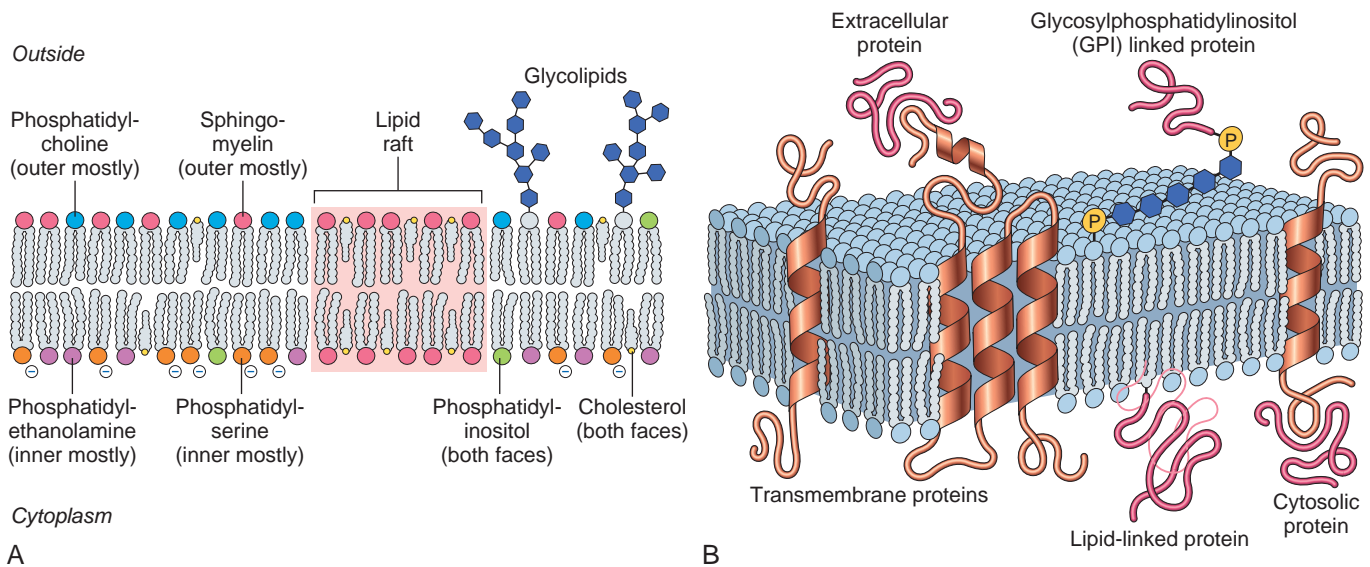 Outside
Phosphatidyl-
choline
(outer mostly)
Sphingo-
myelin
(outer mostly)
Lipid
raft
Glycolipids
Phosphatidyl-
ethanolamine
(inner mostly)
Phosphatidyl-
serine
(inner mostly)
Phosphatidyl-
inositol
(both faces)
Cholesterol
(both faces)
Cytoplasm
A
Extracellular
protein
Glycosylphosphatidylinositol
(GPI) linked protein
P
P
Transmembrane proteins
Lipid-linked protein
Cytosolic
protein
B